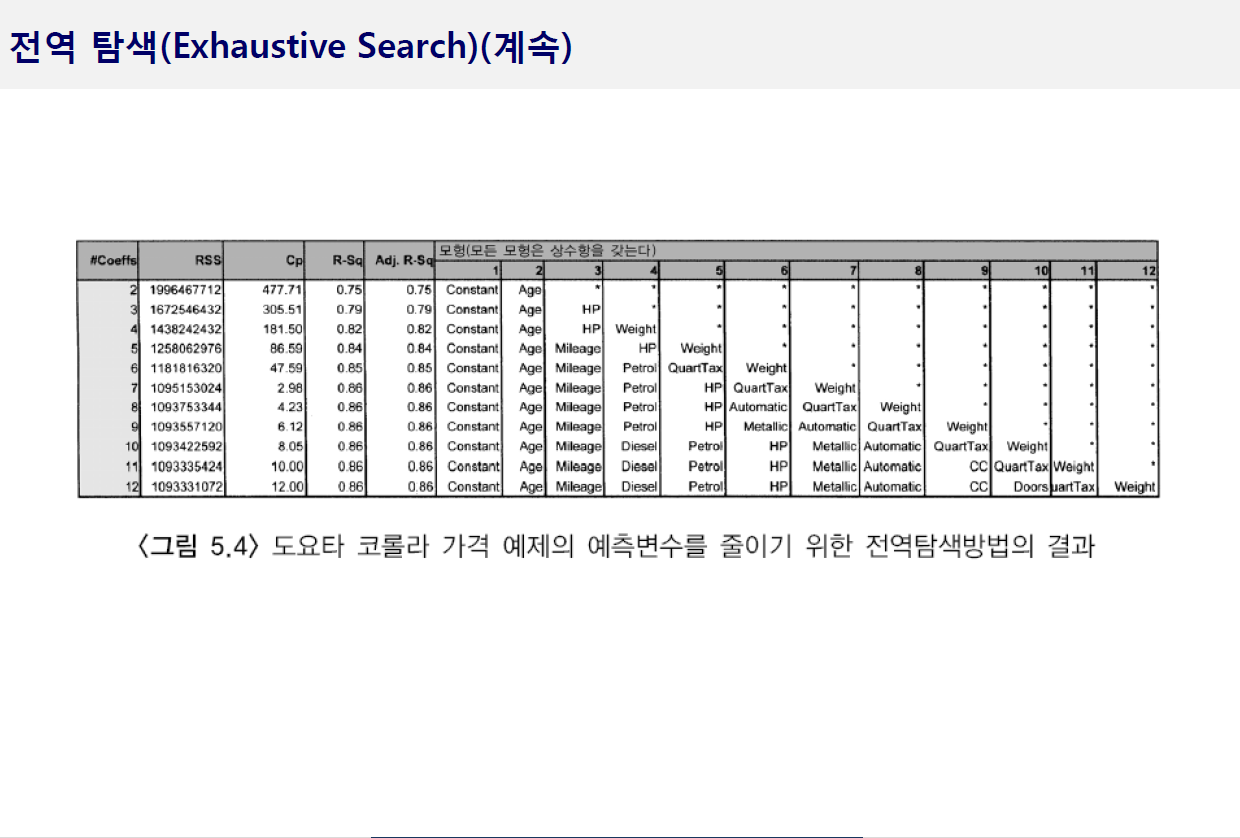 전역 탐색(Exhaustive Search)(계속)
#Coeffs RSS Cp R-Sq Adj. R-Sq 모형(모든 모형은 상수항을 갖는다)
1 2 3 4 5 6 7 8 9 10 11 12
2 1996467712 477.71 0.75 0.75 Constant Age * * * * * * * * * *
3 1672546432 305.51 0.79 0.79 Constant Age HP * * * * * * * * *
4 1438242432 181.50 0.82 0.82 Constant Age HP Weight * * * * * * * *
5 1258062976 86.59 0.84 0.84 Constant Age Mileage HP Weight * * * * * * *
6 1181816320 47.59 0.85 0.85 Constant Age Mileage Petrol QuartTax Weight * * * * * *
7 1095153024 2.98 0.86 0.86 Constant Age Mileage Petrol HP QuartTax Weight * * * * *
8 1093753344 4.23 0.86 0.86 Constant Age Mileage Petrol HP Automatic QuartTax Weight * * * *
9 1093557120 6.12 0.86 0.86 Constant Age Mileage Petrol HP Metallic Automatic QuartTax Weight * * *
10 1093422592 8.05 0.86 0.86 Constant Age Mileage Diesel Petrol HP Metallic Automatic QuartTax Weight * *
11 1093335424 10.00 0.86 0.86 Constant Age Mileage Diesel Petrol HP Metallic Automatic CC QuartTax Weight *
12 1093331072 12.00 0.86 0.86 Constant Age Mileage Diesel Petrol HP Metallic Automatic CC Doors uartTax Weight
<그림 5.4> 도요타 코롤라 가격 예제의 예측변수를 줄이기 위한 전역탐색방법의 결과